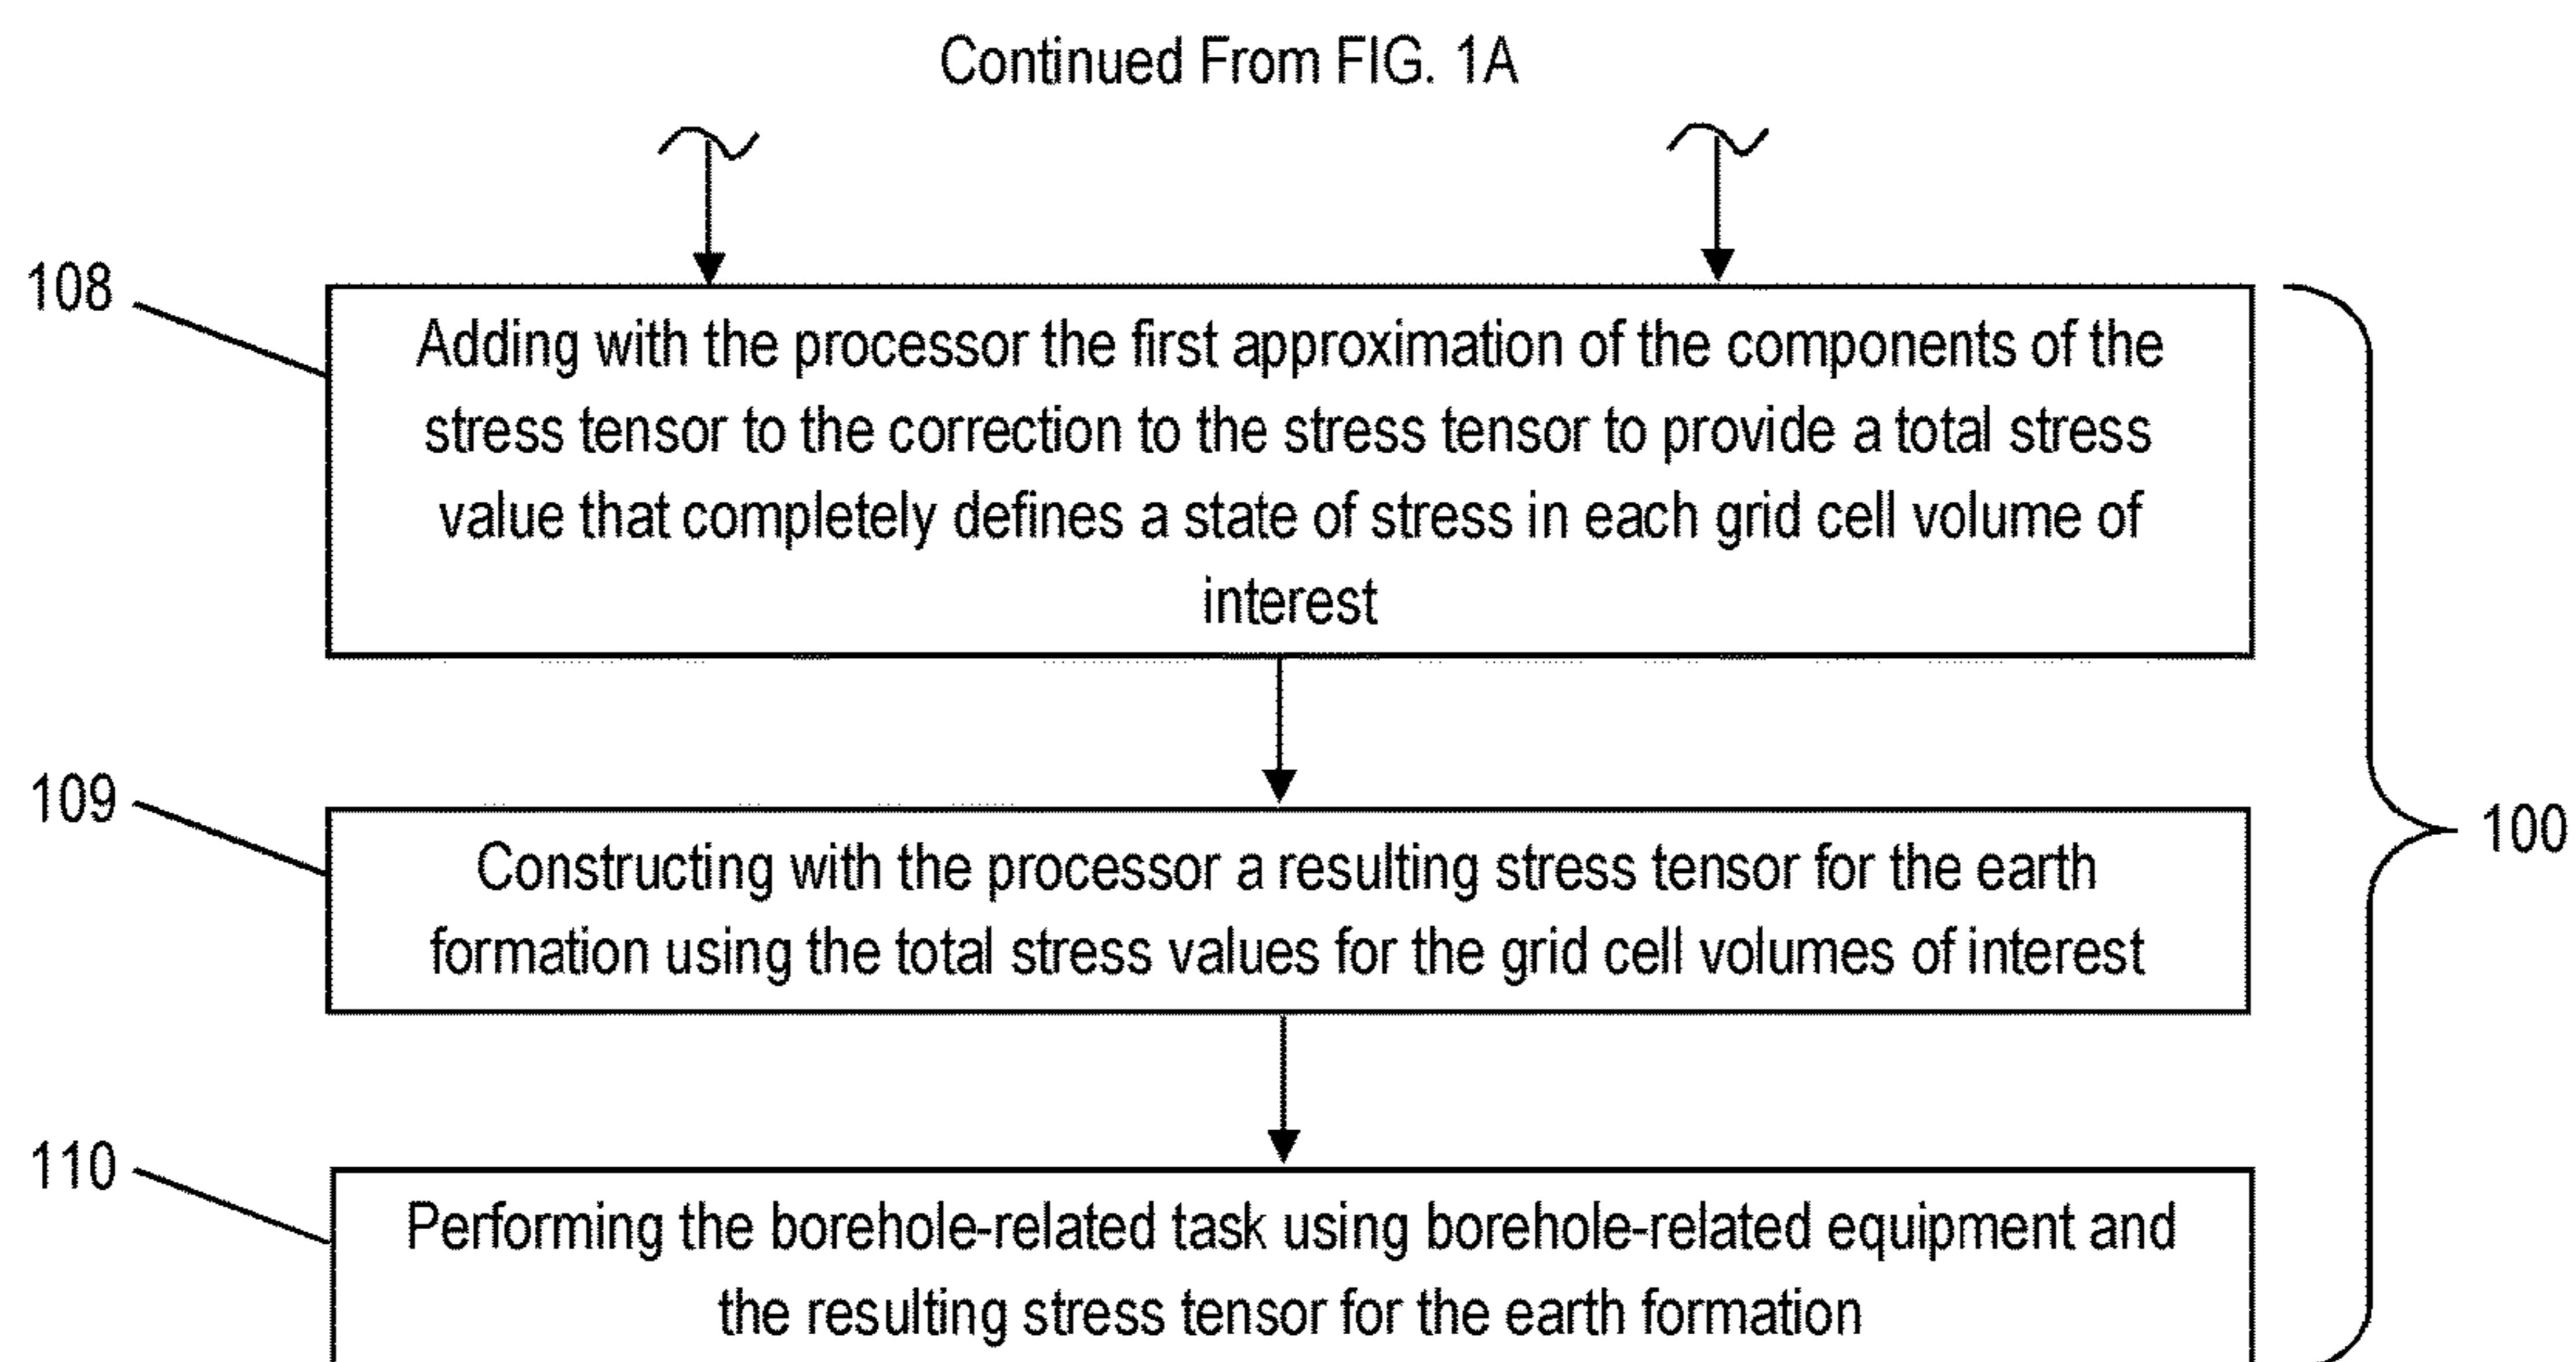 Continued From FIG. 1A
108
Adding with the processor the first approximation of the components of the
stress tensor to the correction to the stress tensor to provide a total stress
value that completely defines a state of stress in each grid cell volume of
interest
109
Constructing with the processor a resulting stress tensor for the earth
formation using the total stress values for the grid cell volumes of interest
100
110
Performing the borehole-related task using borehole-related equipment and
the resulting stress tensor for the earth formation